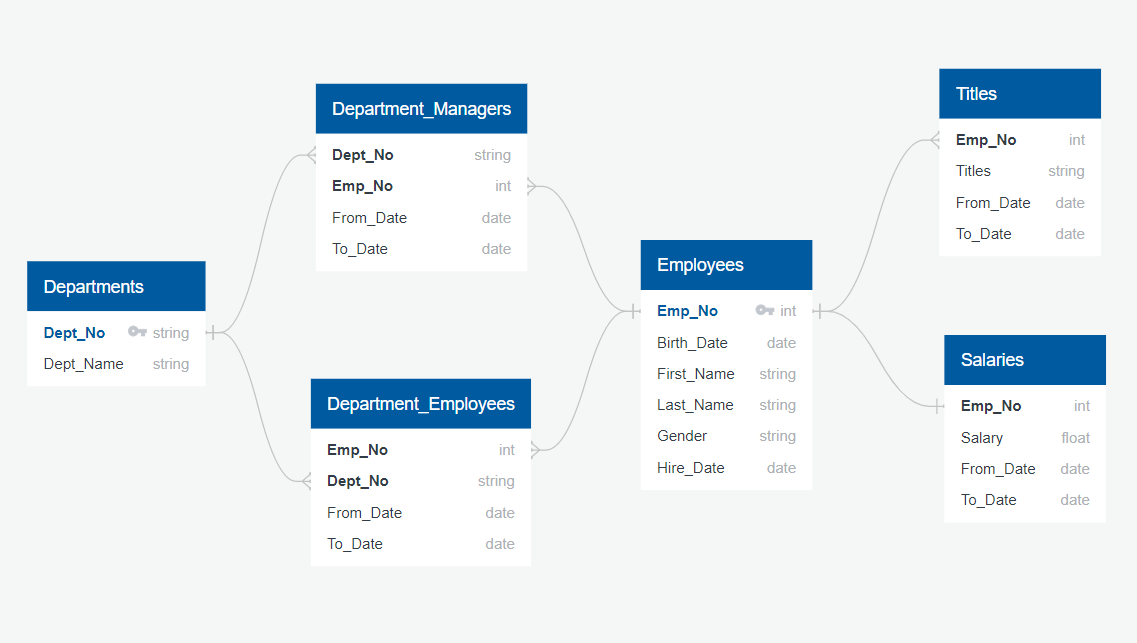 Departments
Dept_No string
Dept_Name string
Department_Managers
Dept_No string
Emp_No int
From_Date date
To_Date date
Department_Employees
Emp_No int
Dept_No string
From_Date date
To_Date date
Employees
Emp_No int
Birth_Date date
First_Name string
Last_Name string
Gender string
Hire_Date date
Titles
Emp_No int
Titles string
From_Date date
To_Date date
Salaries
Emp_No int
Salary float
From_Date date
To_Date date